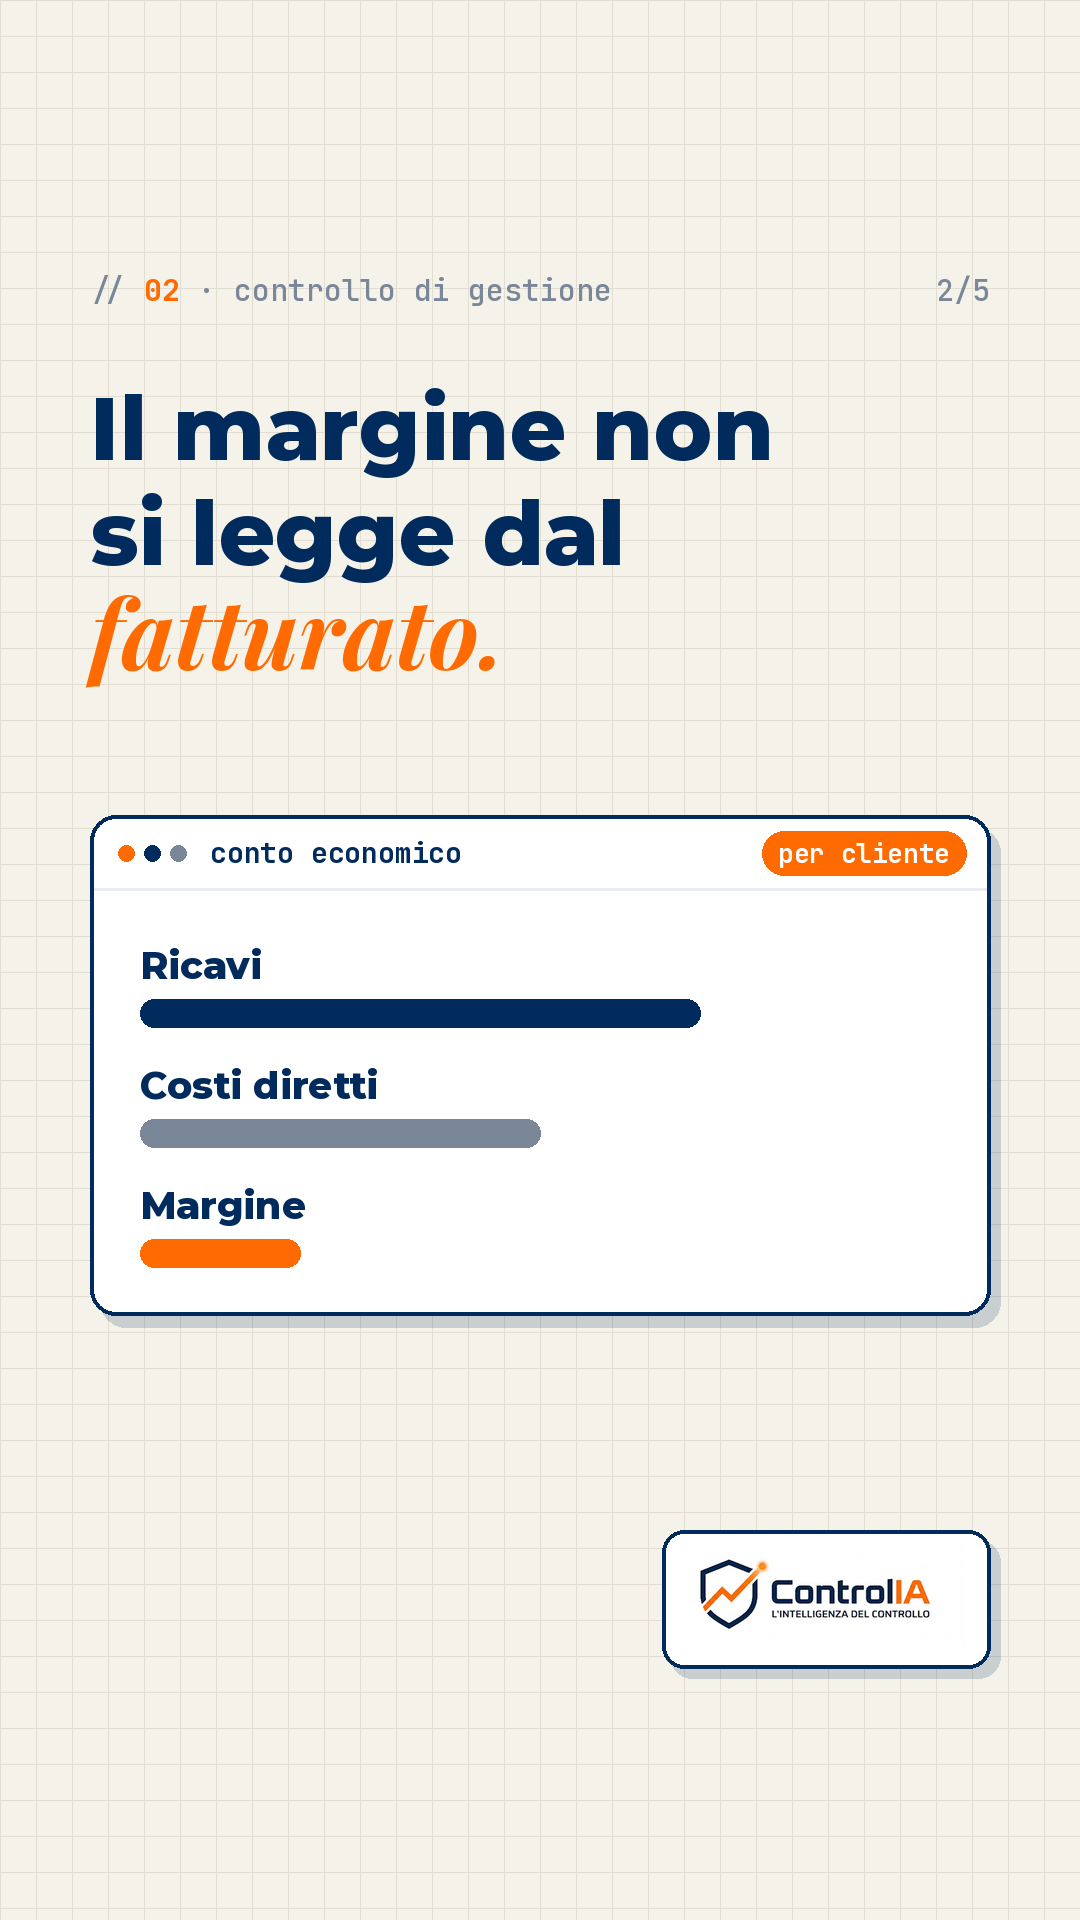 // 02 · controllo di gestione
2/5
Il margine non
si legge dal
fatturato.
conto economico
per cliente
Ricavi
Costi diretti
Margine
ControlIA
L'INTELLIGENZA DEL CONTROLLO